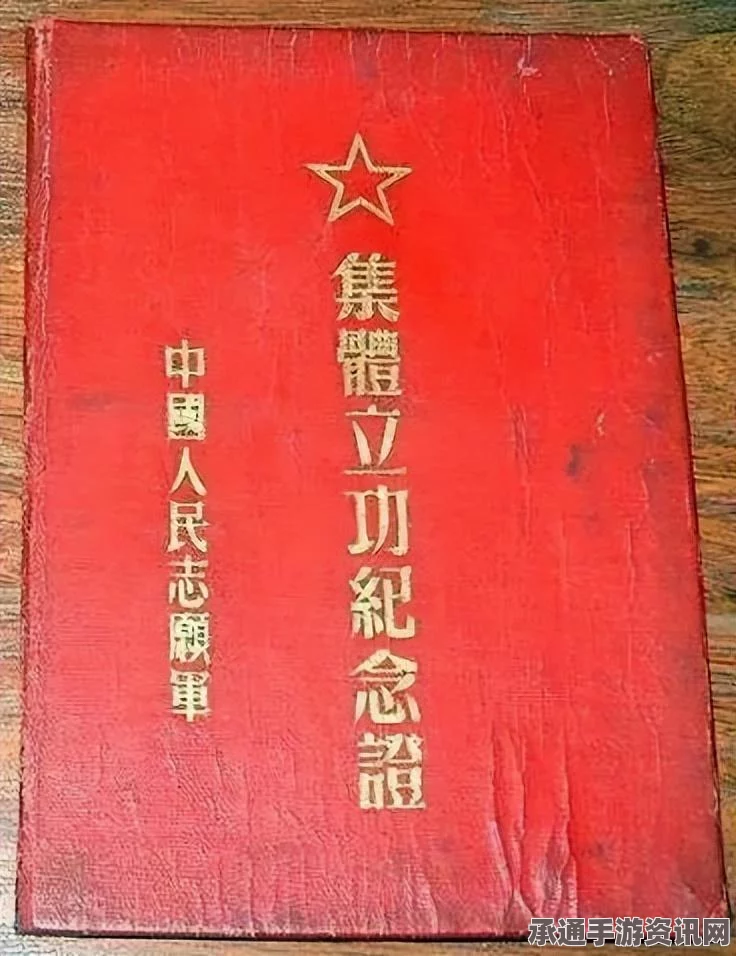 集體立功紀念證
中國人民志願軍
承通手游资讯网